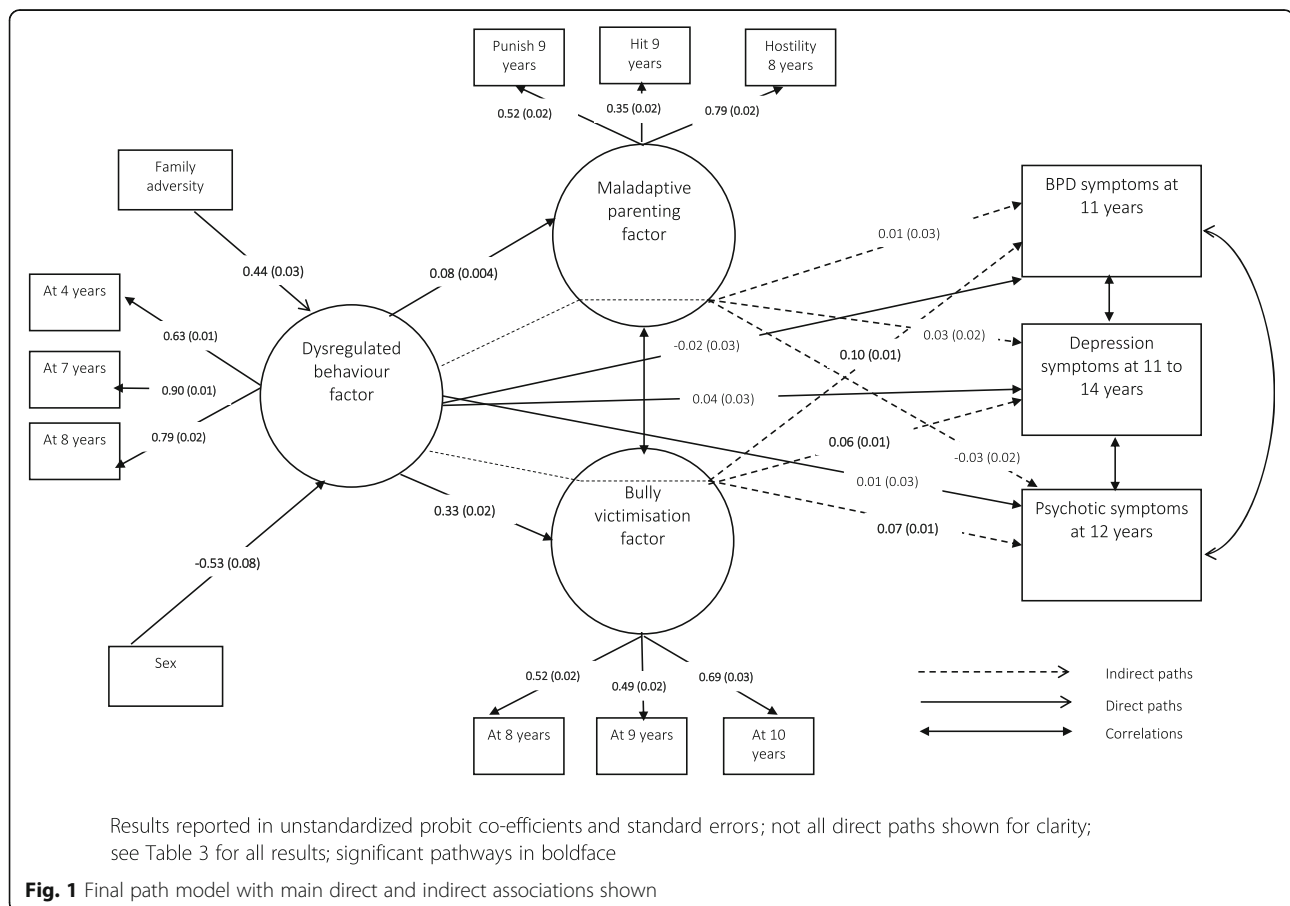 Punish 9
years
Hit 9
years
Hostility
8 years
0.52 (0.02)
0.35 (0.02)
0.79 (0.02)
Family
adversity
Maladaptive
parenting
factor
BPD symptoms at
11 years
0.01 (0.03)
0.44 (0.03)
0.08 (0.004)
At 4 years
0.63 (0.01)
Dysregulated
behaviour
factor
-0.02 (0.03)
0.03 (0.02)
0.10 (0.01)
Depression
symptoms at 11 to
14 years
At 7 years
0.90 (0.01)
0.04 (0.03)
At 8 years
0.79 (0.02)
0.06 (0.01)
-0.03 (0.02)
0.01 (0.03)
Bully
victimisation
factor
0.33 (0.02)
Psychotic symptoms
at 12 years
0.07 (0.01)
-0.53 (0.08)
Sex
0.52 (0.02)
0.49 (0.02)
0.69 (0.03)
At 8 years
At 9 years
At 10
years
Indirect paths
Direct paths
Correlations
Results reported in unstandardized probit co-efficients and standard errors; not all direct paths shown for clarity;
see Table 3 for all results; significant pathways in boldface
Fig. 1 Final path model with main direct and indirect associations shown